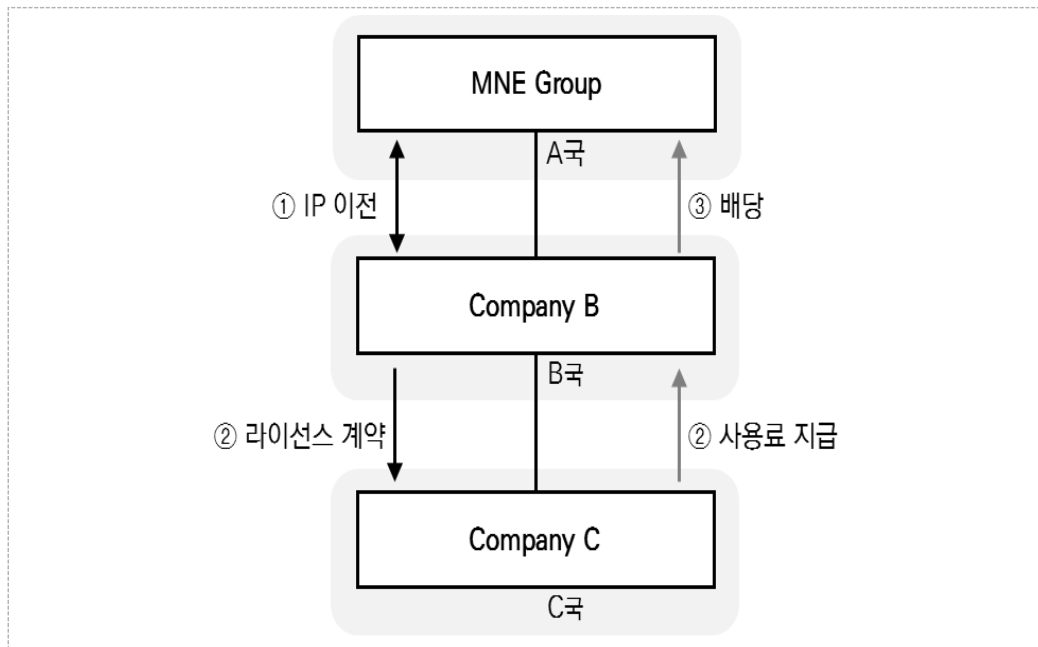 MNE Group
A국
① IP 이전
③ 배당
Company B
B국
② 라이선스 계약
② 사용료 지급
Company C
C국